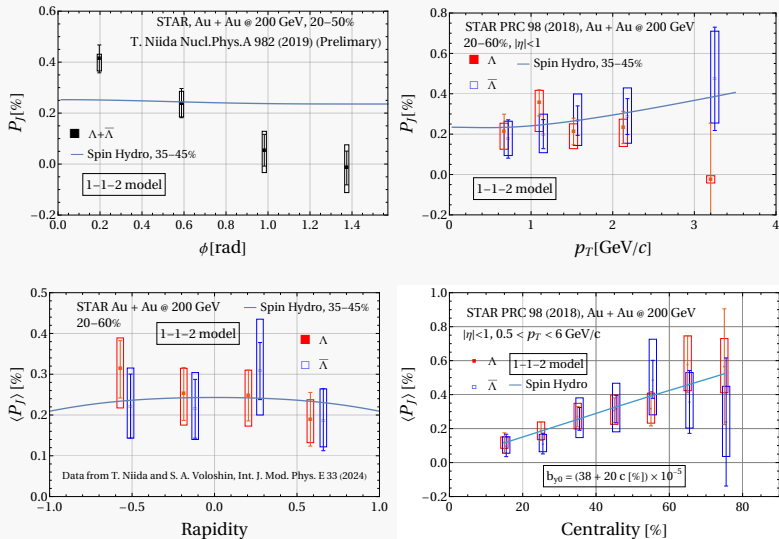 STAR, Au + Au @ 200 GeV, 20–50%
T. Niida Nucl.Phys.A 982 (2019) (Prelimary)
Λ+Λ̅
Spin Hydro, 35–45%
1–1–2 model
P_J [%]
0.6
0.4
0.2
0.0
−0.2
0.0 0.2 0.4 0.6 0.8 1.0 1.2 1.4
ϕ[rad]
STAR PRC 98 (2018), Au + Au @ 200 GeV
20–60%, |η|<1
Λ
Λ̅
Spin Hydro, 35–45%
1–1–2 model
P_J [%]
0.8
0.6
0.4
0.2
0.0
−0.2
0 1 2 3 4
p_T[GeV/c]
STAR Au + Au @ 200 GeV
20–60%
Spin Hydro, 35–45%
1–1–2 model
Λ
Λ̅
Data from T. Niida and S. A. Voloshin, Int. J. Mod. Phys. E 33 (2024)
⟨P_J⟩ [%]
0.5
0.4
0.3
0.2
0.1
0.0
−1.0 −0.5 0.0 0.5 1.0
Rapidity
STAR PRC 98 (2018), Au + Au @ 200 GeV
|η|<1, 0.5 < p_T < 6 GeV/c
Λ
1–1–2 model
Λ̅
Spin Hydro
b_y0 = (38 + 20 c [%]) × 10^−5
⟨P_J⟩ [%]
1.2
1.0
0.8
0.6
0.4
0.2
0.0
−0.2
0 20 40 60 80
Centrality [%]